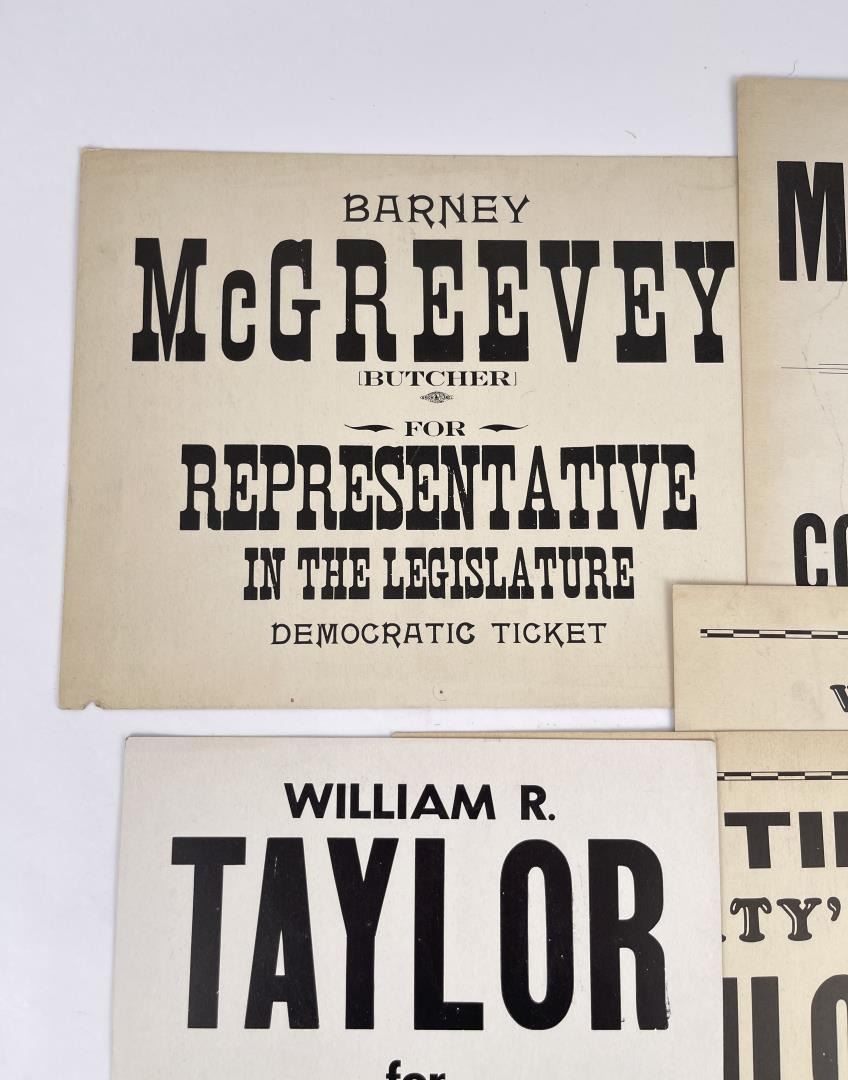 BARNEY
McGREEVEY
[BUTCHER]
FOR
REPRESENTATIVE
IN THE LEGISLATURE
DEMOCRATIC TICKET
WILLIAM R.
TAYLOR
for